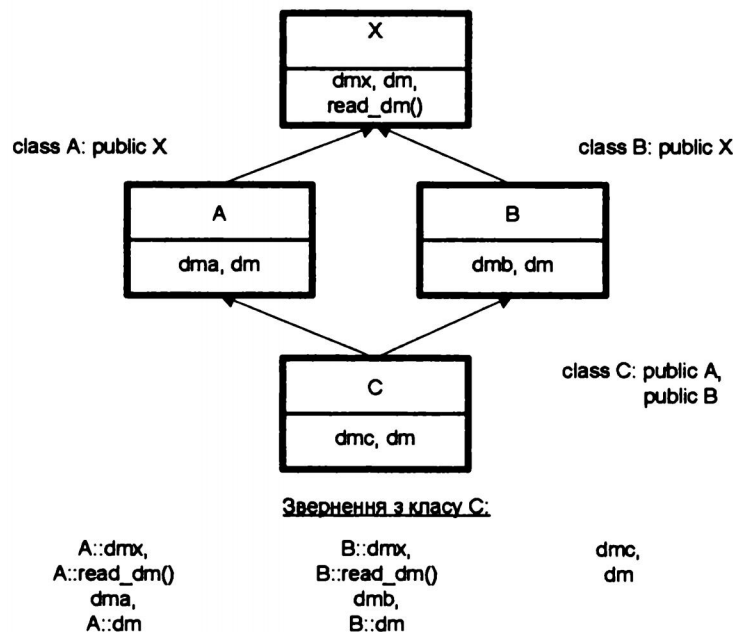 X
dmx, dm,
read_dm()
class A: public X
class B: public X
A
B
dma, dm
dmb, dm
class C: public A,
public B
C
dmc, dm
Звернення з класу C:
A::dmx,
A::read_dm()
dma,
A::dm
B::dmx,
B::read_dm()
dmb,
B::dm
dmc,
dm